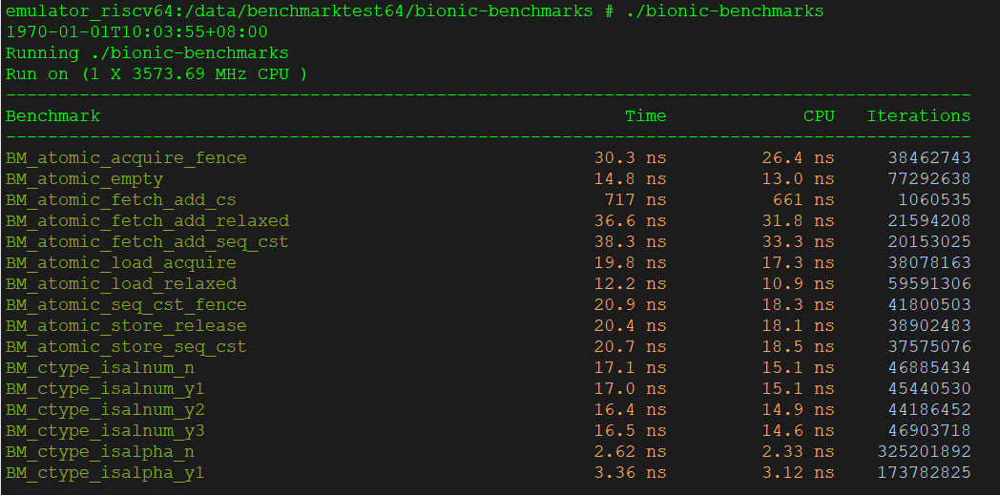 emulator_riscv64:/data/benchmarktest64/bionic-benchmarks # ./bionic-benchmarks
1970-01-01T10:03:55+08:00
Running ./bionic-benchmarks
Run on (1 X 3573.69 MHz CPU )
--------------------------------------------------------------------------------------------
Benchmark                                                  Time             CPU   Iterations
--------------------------------------------------------------------------------------------
BM_atomic_acquire_fence                                 30.3 ns         26.4 ns     38462743
BM_atomic_empty                                         14.8 ns         13.0 ns     77292638
BM_atomic_fetch_add_cs                                   717 ns          661 ns      1060535
BM_atomic_fetch_add_relaxed                             36.6 ns         31.8 ns     21594208
BM_atomic_fetch_add_seq_cst                             38.3 ns         33.3 ns     20153025
BM_atomic_load_acquire                                  19.8 ns         17.3 ns     38078163
BM_atomic_load_relaxed                                  12.2 ns         10.9 ns     59591306
BM_atomic_seq_cst_fence                                 20.9 ns         18.3 ns     41800503
BM_atomic_store_release                                 20.4 ns         18.1 ns     38902483
BM_atomic_store_seq_cst                                 20.7 ns         18.5 ns     37575076
BM_ctype_isalnum_n                                      17.1 ns         15.1 ns     46885434
BM_ctype_isalnum_y1                                     17.0 ns         15.1 ns     45440530
BM_ctype_isalnum_y2                                     16.4 ns         14.9 ns     44186452
BM_ctype_isalnum_y3                                     16.5 ns         14.6 ns     46903718
BM_ctype_isalpha_n                                      2.62 ns         2.33 ns    325201892
BM_ctype_isalpha_y1                                     3.36 ns         3.12 ns    173782825